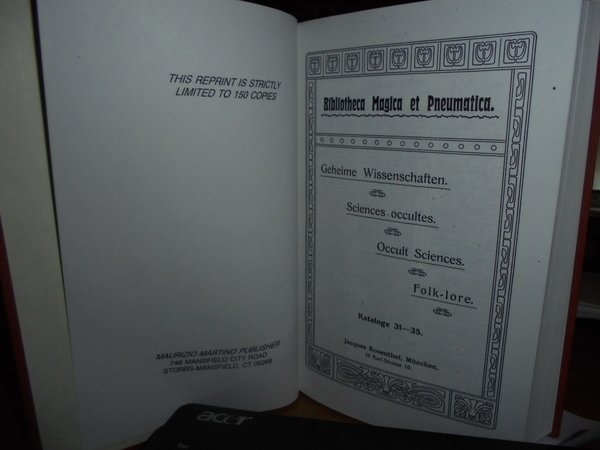 THIS REPRINT IS STRICTLY
LIMITED TO 150 COPIES
MAURIZIO MARTINO PUBLISHER
746 MANSFIELD CITY ROAD
STORRS-MANSFIELD, CT 06268
Bibliotheca Magica et Pneumatica.
Geheime Wissenschaften.
Sciences occultes.
Occult Sciences.
Folk-lore.
Kataloge 31—35.
Jacques Rosenthal, München.
Karl-Strasse 10.
acer